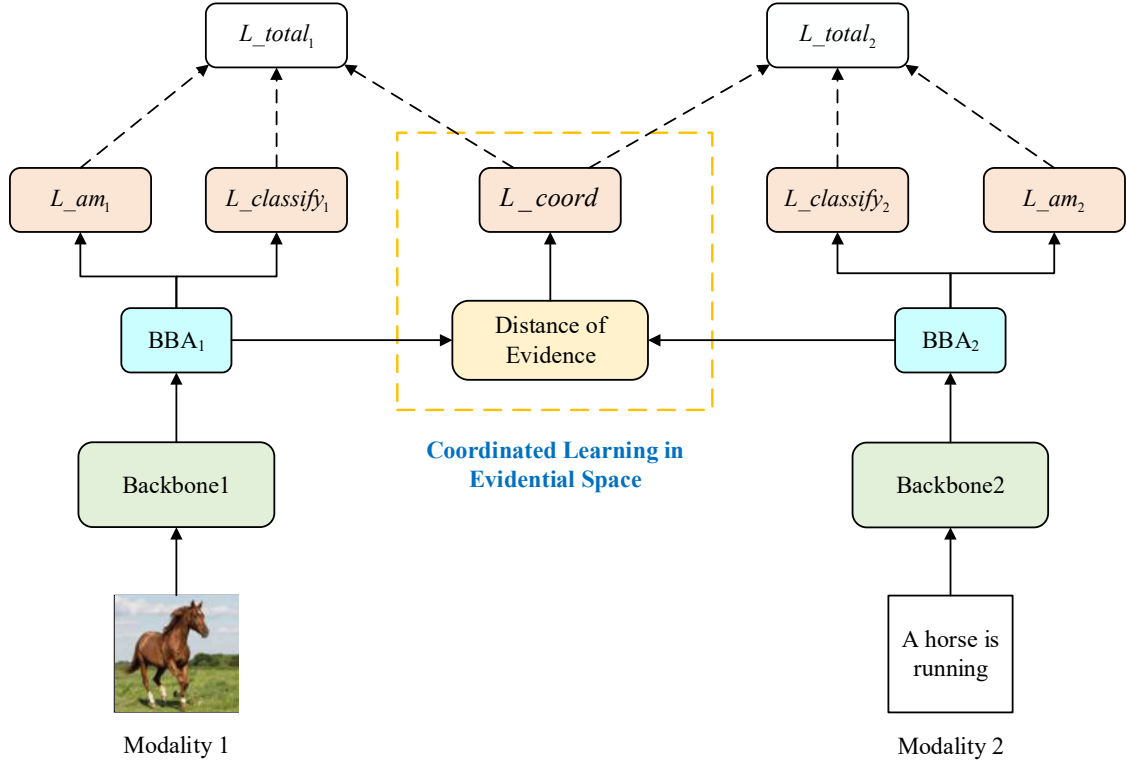 L_total₁
L_total₂
L_am₁
L_classify₁
L_coord
L_classify₂
L_am₂
BBA₁
Distance of
Evidence
BBA₂
Coordinated Learning in
Evidential Space
Backbone1
Backbone2
A horse is
running
Modality 1
Modality 2